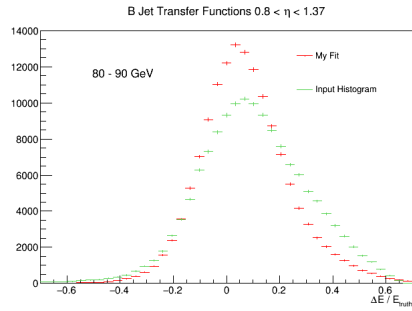 B Jet Transfer Functions 0.8 < η < 1.37
14000
12000
10000
8000
6000
4000
2000
0
80 - 90 GeV
My Fit
Input Histogram
−0.6 −0.4 −0.2 0 0.2 0.4 0.6
ΔE / E_truth